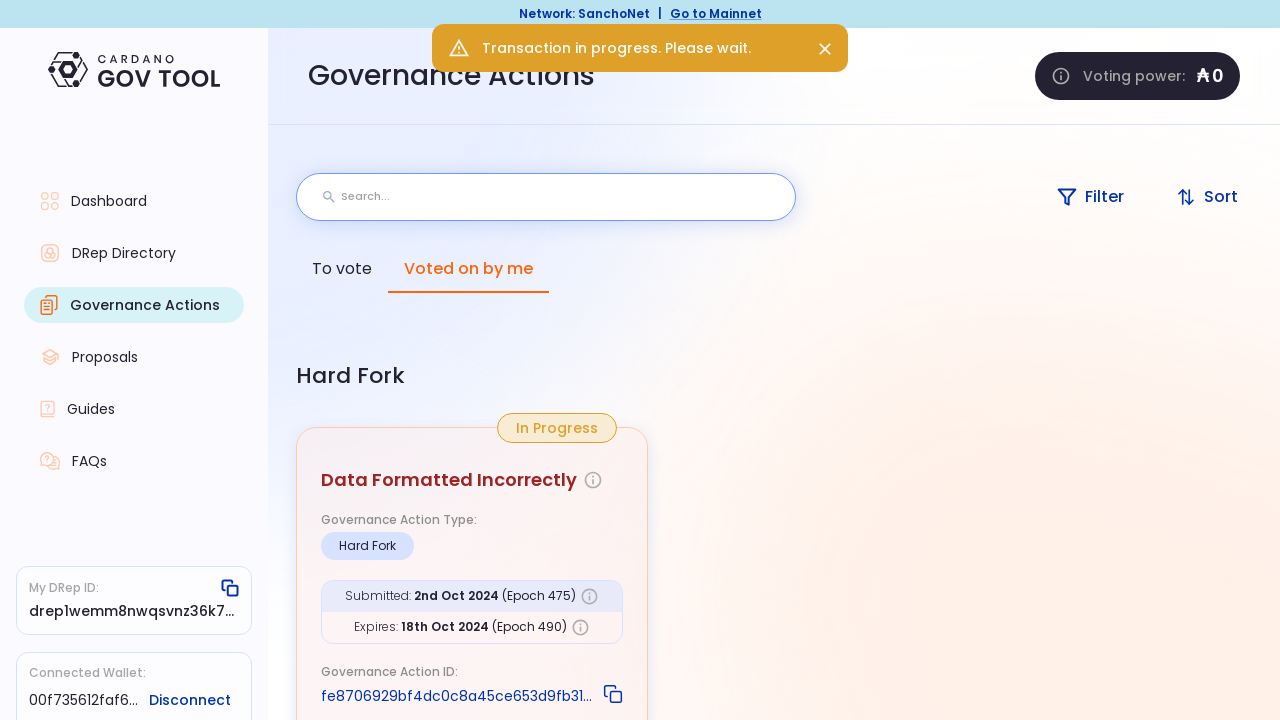 Network: SanchoNet | Go to Mainnet
Transaction in progress. Please wait.
CARDANO
GOV TOOL
Governance Actions
Voting power: ₳ 0
Dashboard
DRep Directory
Governance Actions
Proposals
Guides
FAQs
My DRep ID:
drep1wemm8nwqsvnz36k7...
Connected Wallet:
00f735612faf6... Disconnect
Search...
Filter
Sort
To vote
Voted on by me
Hard Fork
In Progress
Data Formatted Incorrectly
Governance Action Type:
Hard Fork
Submitted: 2nd Oct 2024 (Epoch 475)
Expires: 18th Oct 2024 (Epoch 490)
Governance Action ID:
fe8706929bf4dc0c8a45ce653d9fb31...